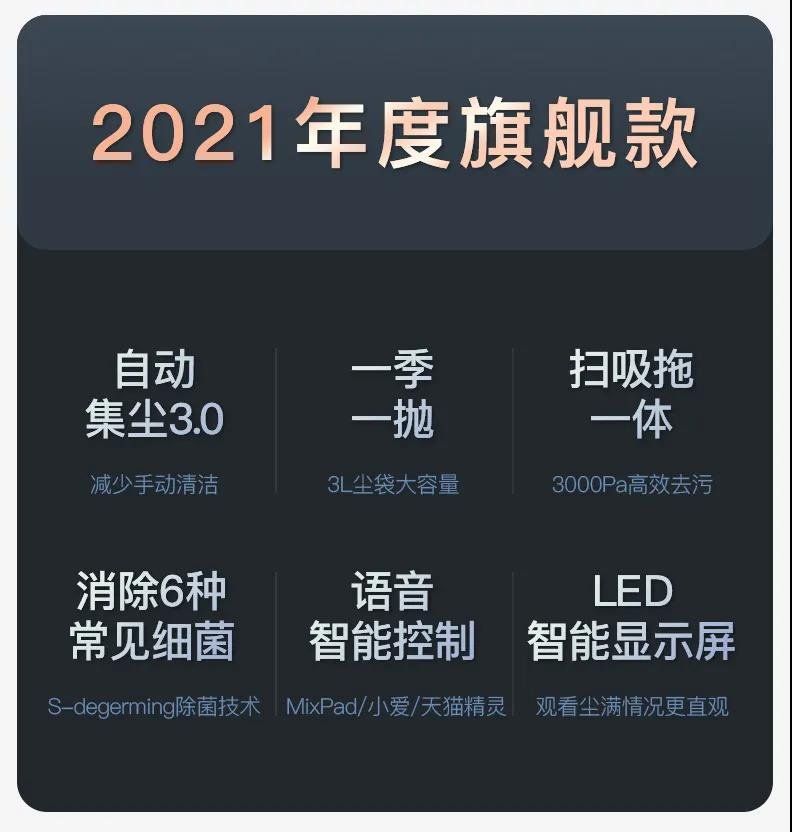 2021年度旗舰款
自动
集尘3.0
减少手动清洁
一季
一抛
3L尘袋大容量
扫吸拖
一体
3000Pa高效去污
消除6种
常见细菌
S-degerming除菌技术
语音
智能控制
MixPad/小爱/天猫精灵
LED
智能显示屏
观看尘满情况更直观